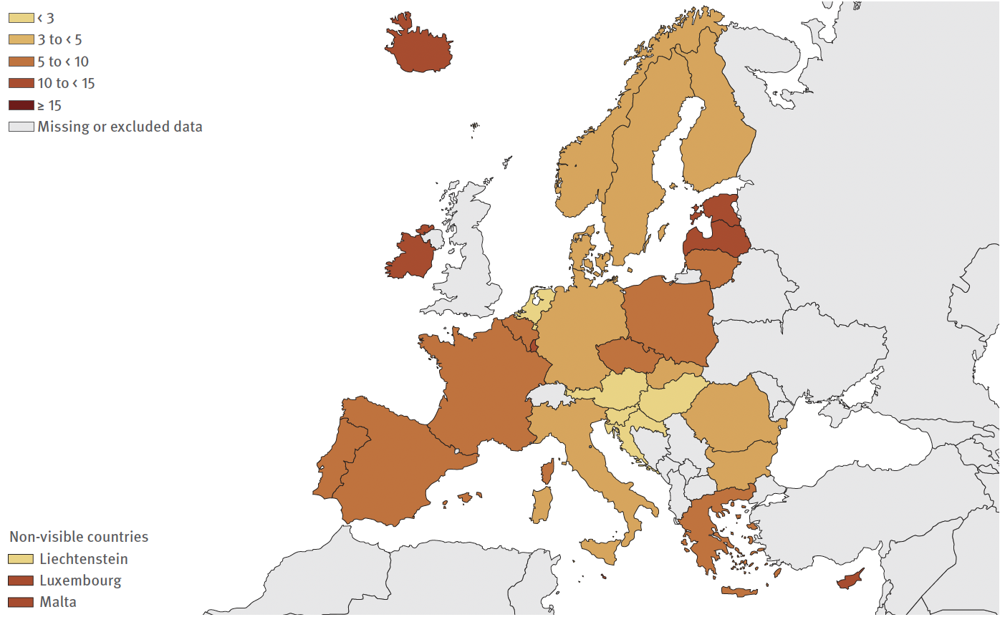 < 3
3 to < 5
5 to < 10
10 to < 15
≥ 15
Missing or excluded data
Non-visible countries
Liechtenstein
Luxembourg
Malta